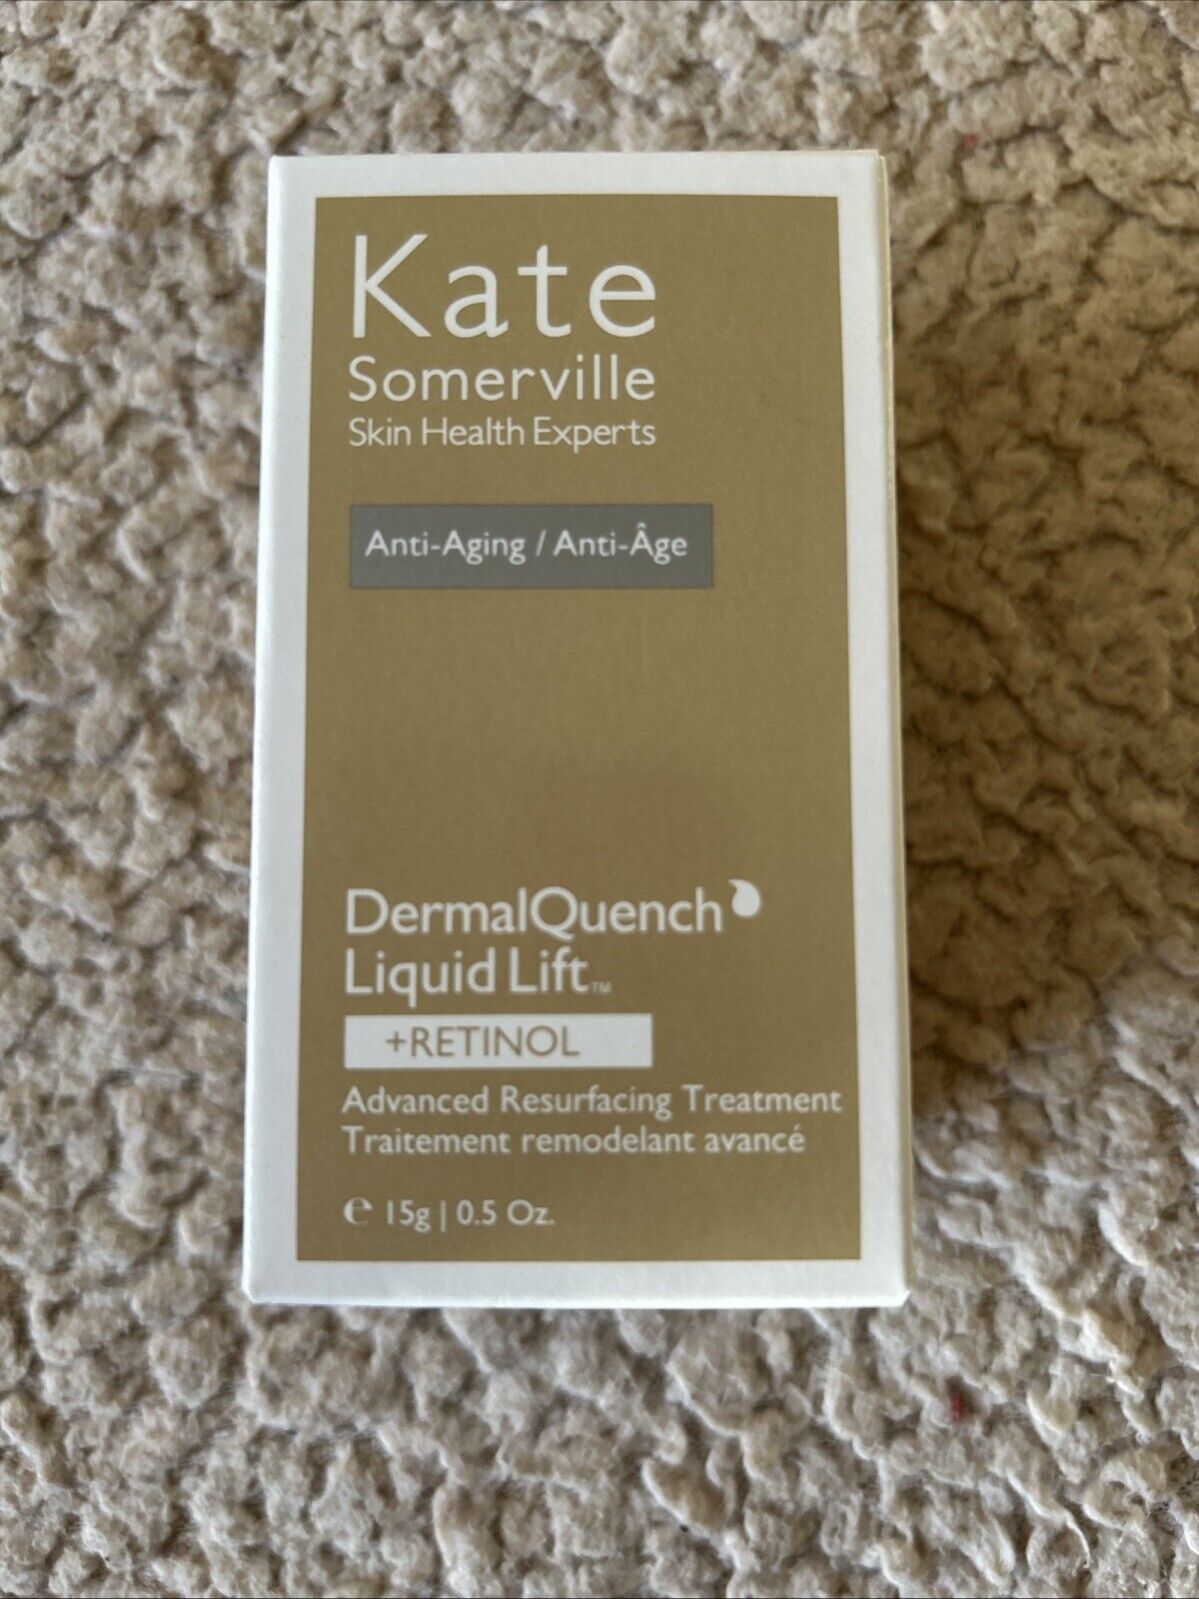 Kate
Somerville
Skin Health Experts
Anti-Aging / Anti-Âge
DermalQuench
Liquid Lift™
+RETINOL
Advanced Resurfacing Treatment
Traitement remodelant avancé
℮ 15g | 0.5 Oz.